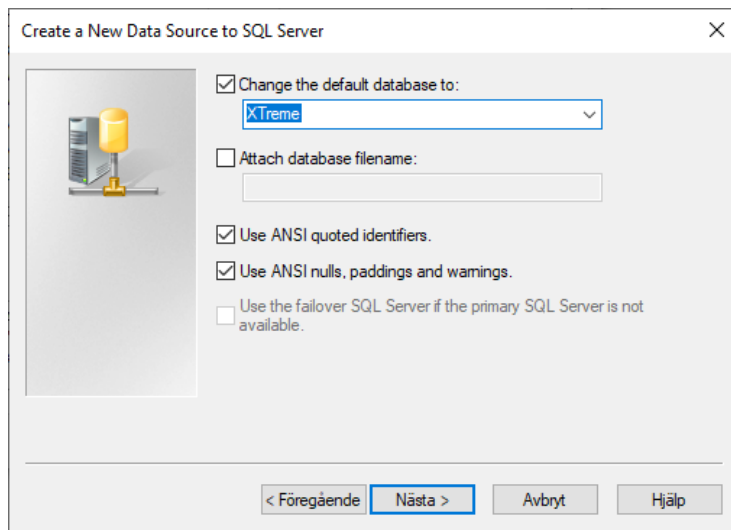 Create a New Data Source to SQL Server
Change the default database to:
XTreme
Attach database filename:
Use ANSI quoted identifiers.
Use ANSI nulls, paddings and warnings.
Use the failover SQL Server if the primary SQL Server is not
available.
< Föregående
Nästa >
Avbryt
Hjälp